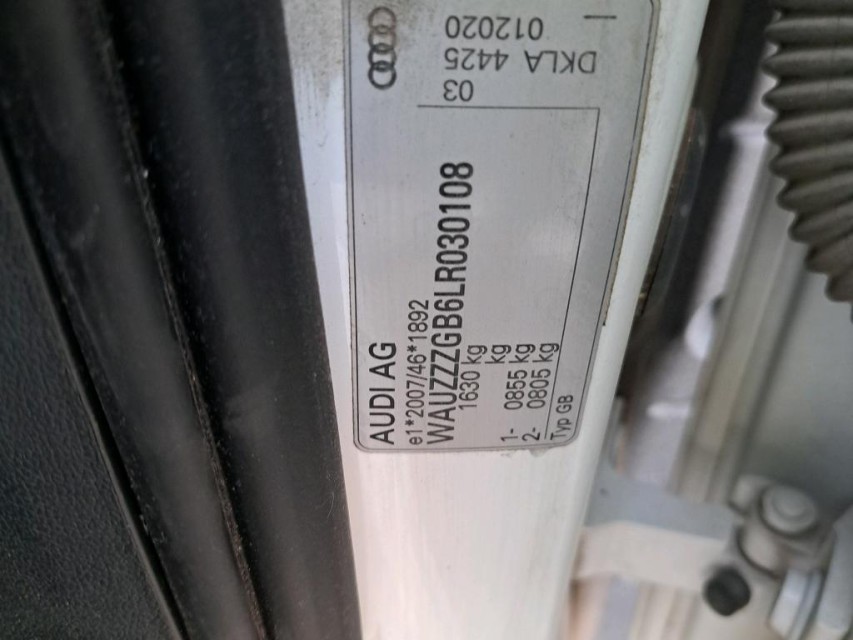 AUDI AG
e1*2007/46*1892
WAUZZZGB6LR030108
1630 kg
kg
1- 0855 kg
2- 0805 kg
Typ GB
03
DKLA 4425
012020